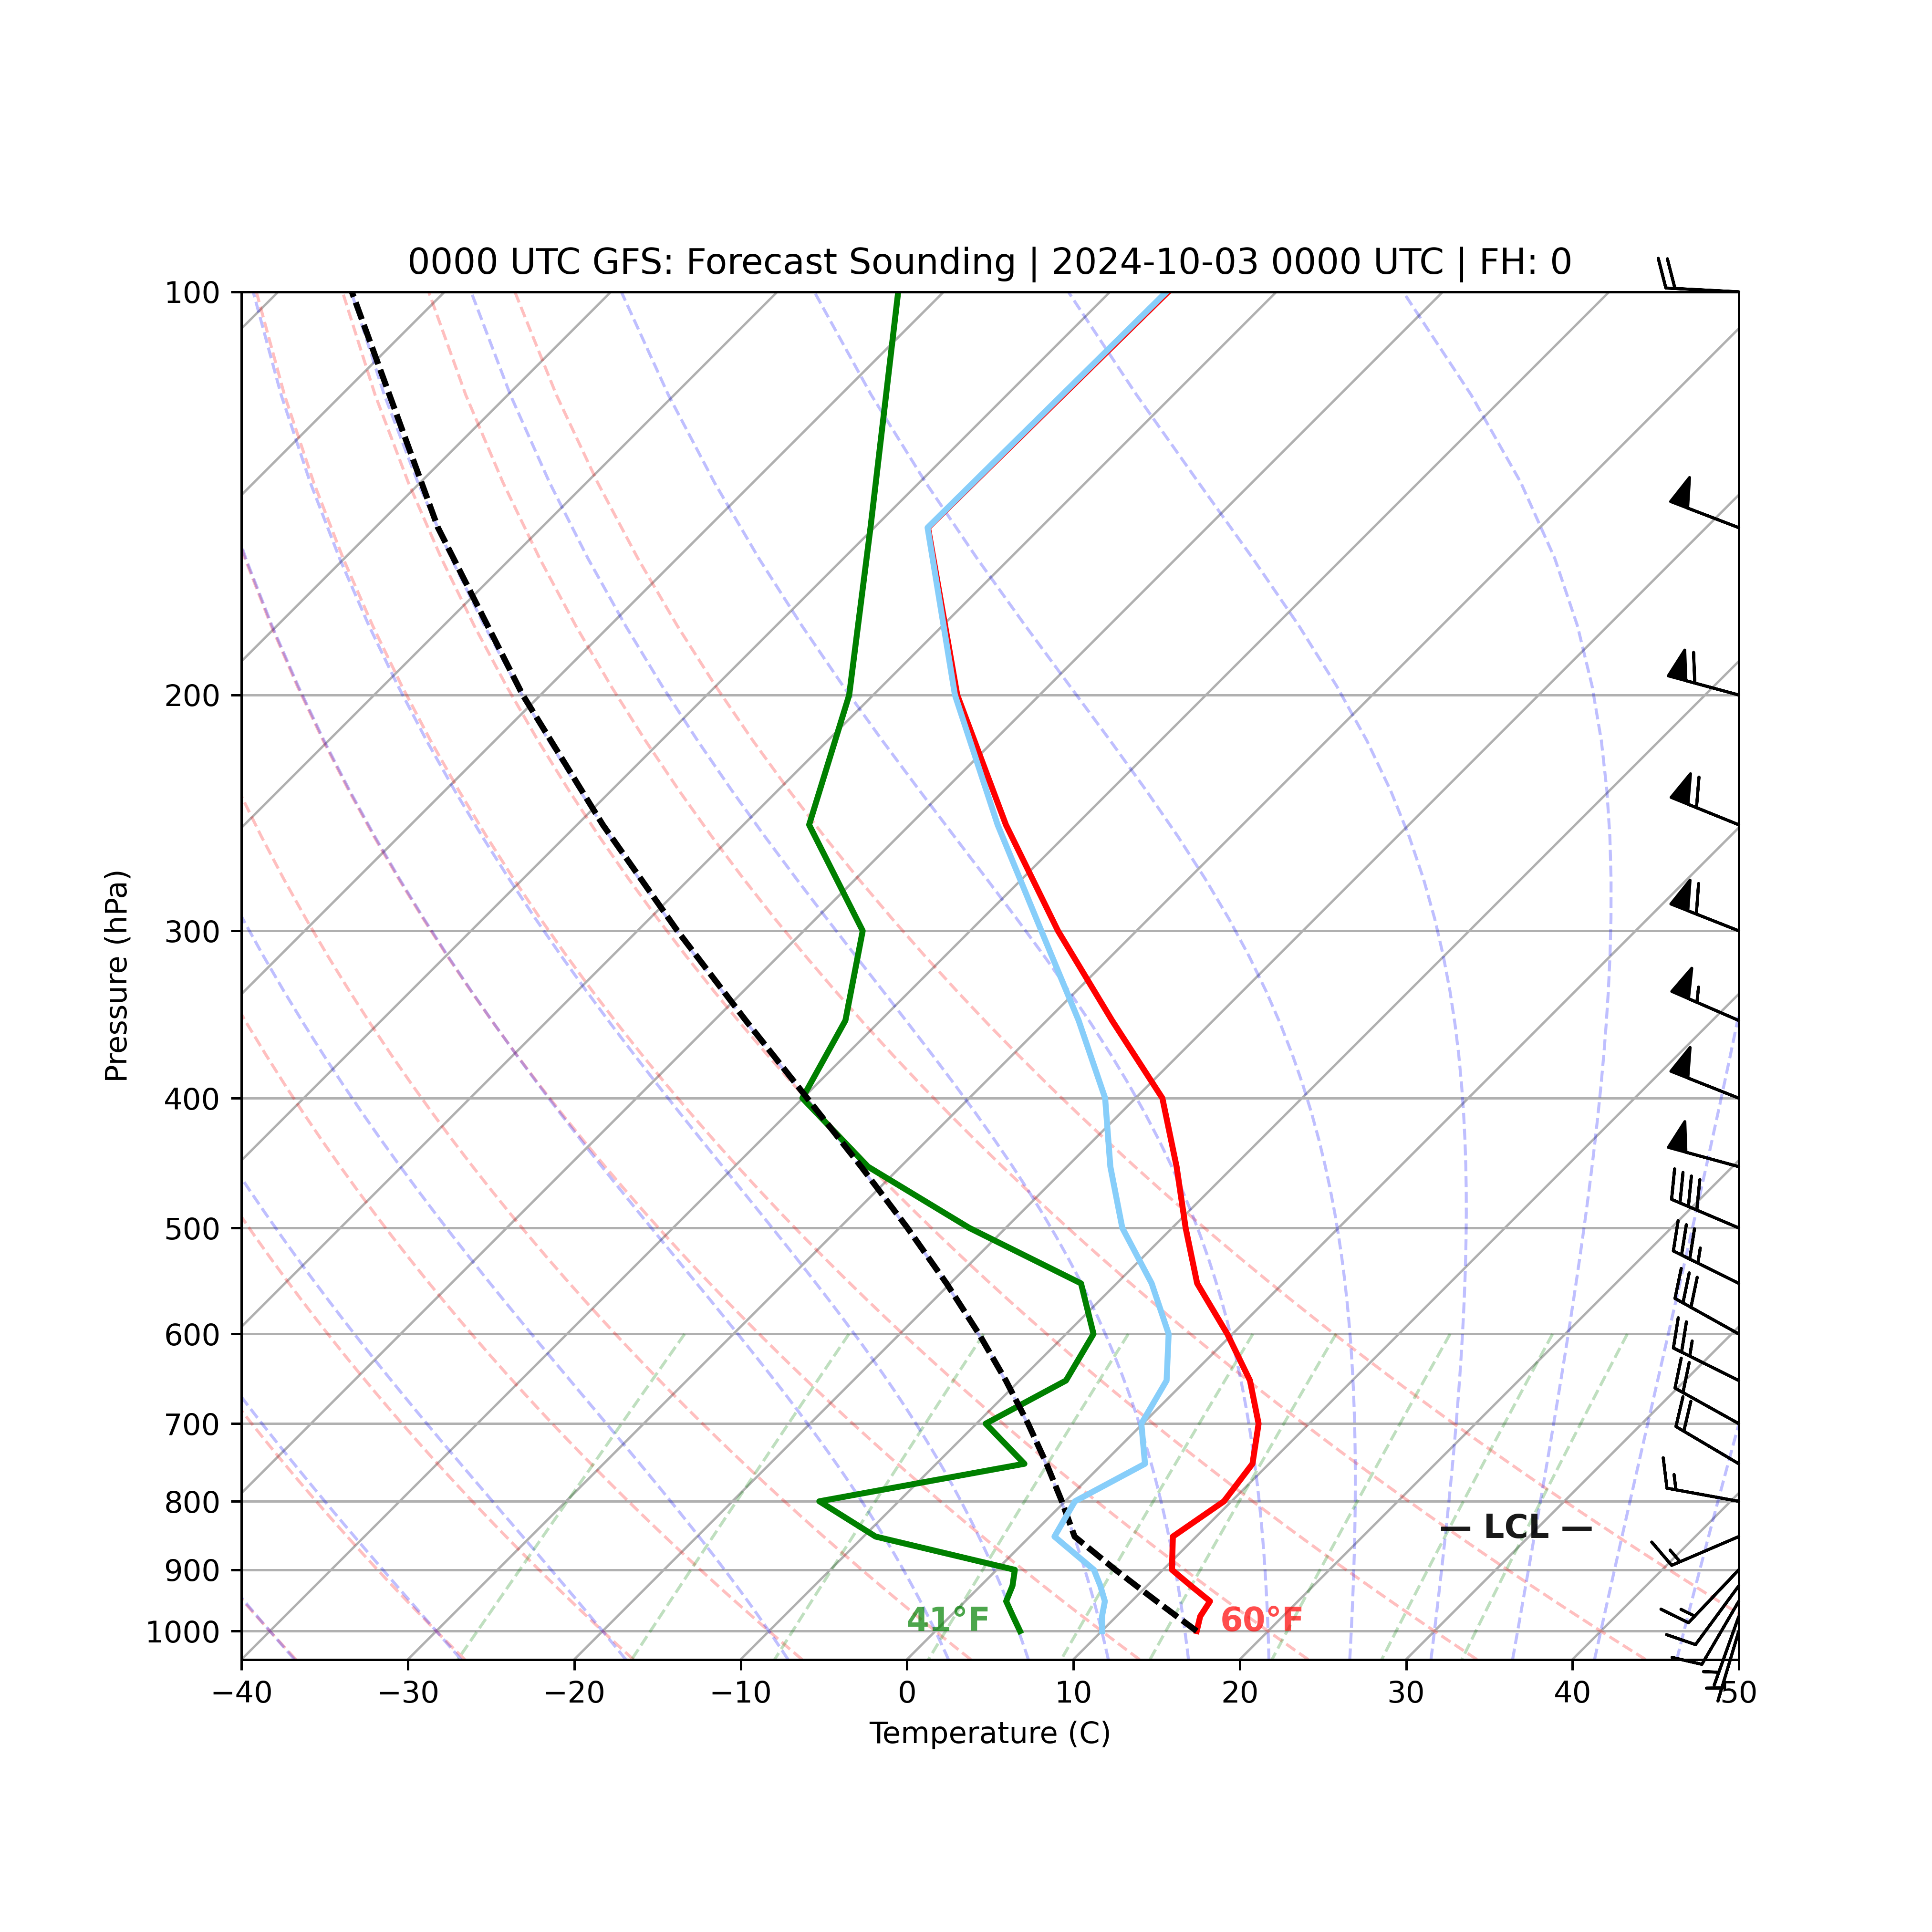 0000 UTC GFS: Forecast Sounding | 2024-10-03 0000 UTC | FH: 0
100
200
300
400
500
600
700
800
900
1000
Pressure (hPa)
— LCL —
41°F
60°F
−40 −30 −20 −10 0 10 20 30 40 50
Temperature (C)